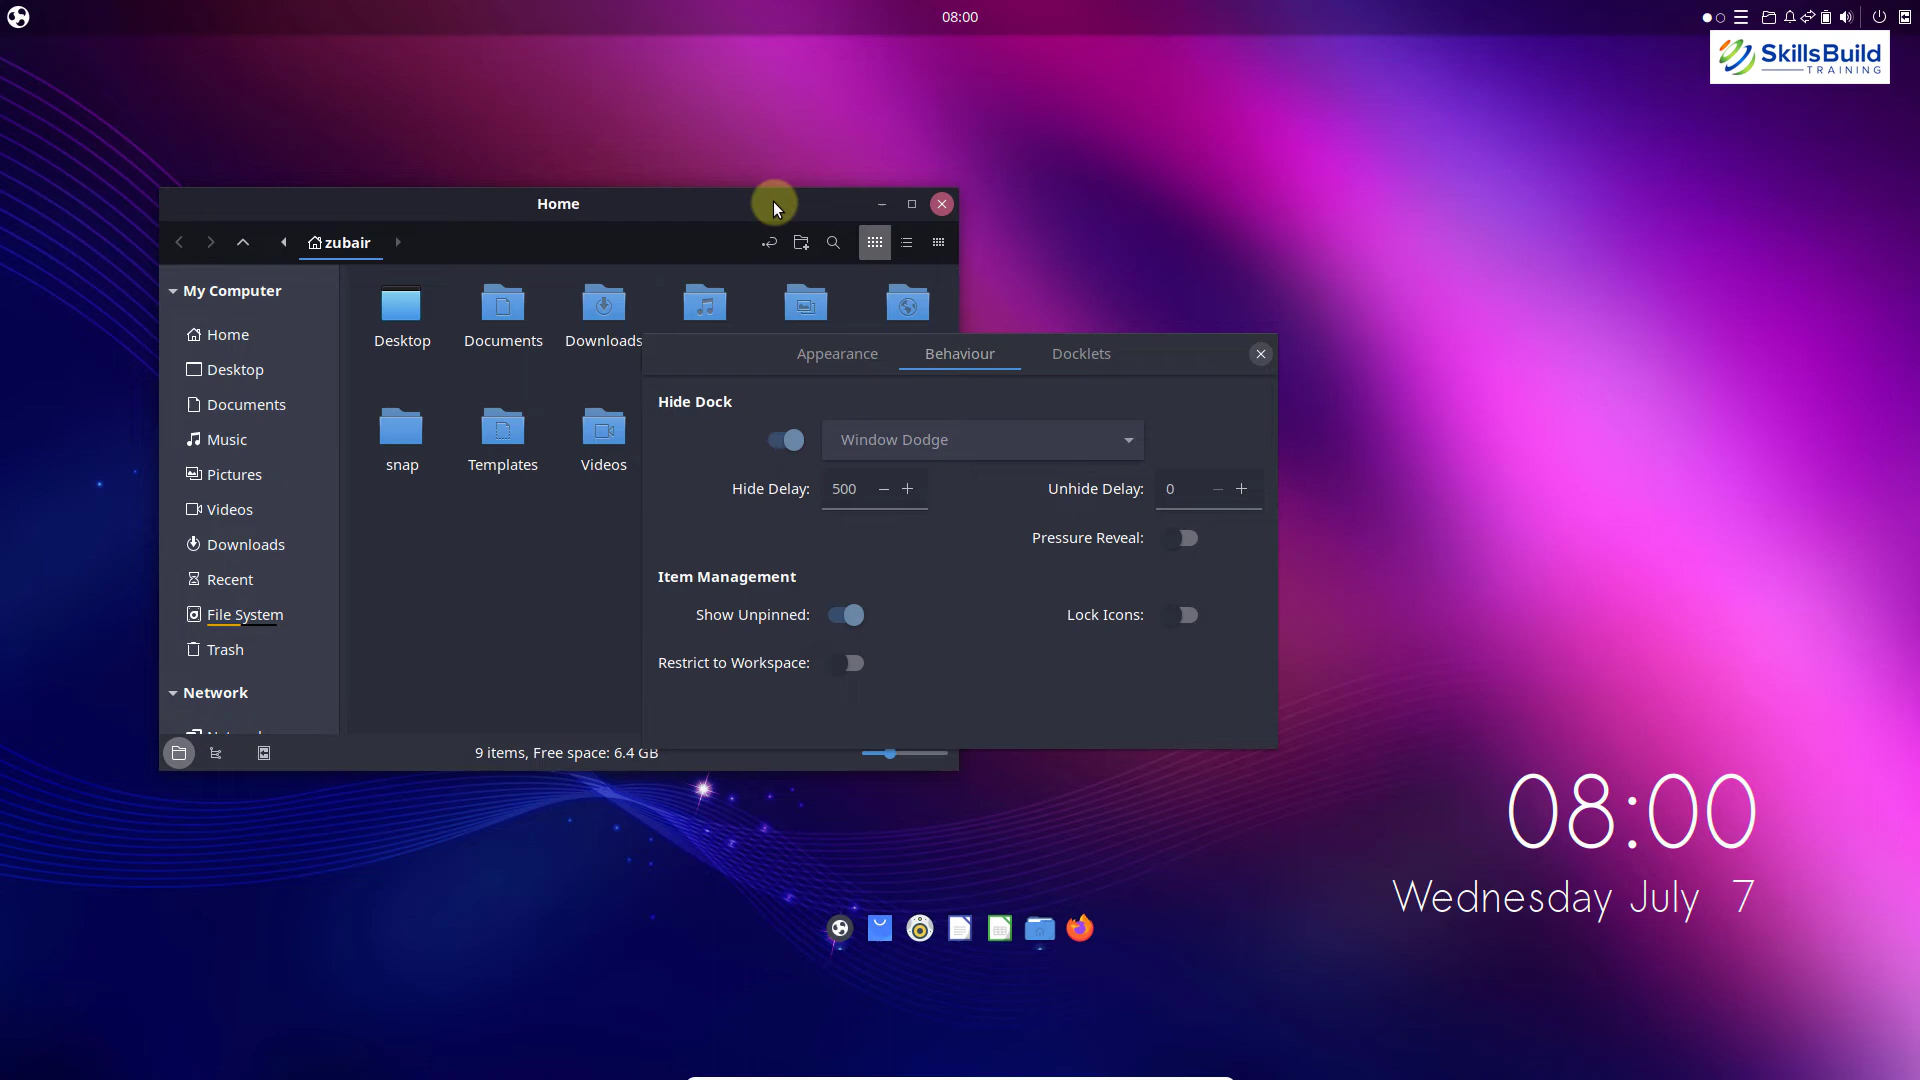 08:00
SkillsBuild
TRAINING
Home
zubair
My Computer
Home
Desktop
Documents
Music
Pictures
Videos
Downloads
Recent
File System
Trash
Network
Desktop
Documents
Downloads
snap
Templates
Videos
9 items, Free space: 6.4 GB
Appearance
Behaviour
Docklets
Hide Dock
Window Dodge
Hide Delay:
500
Unhide Delay:
0
Pressure Reveal:
Item Management
Show Unpinned:
Lock Icons:
Restrict to Workspace:
08:00
Wednesday July 7